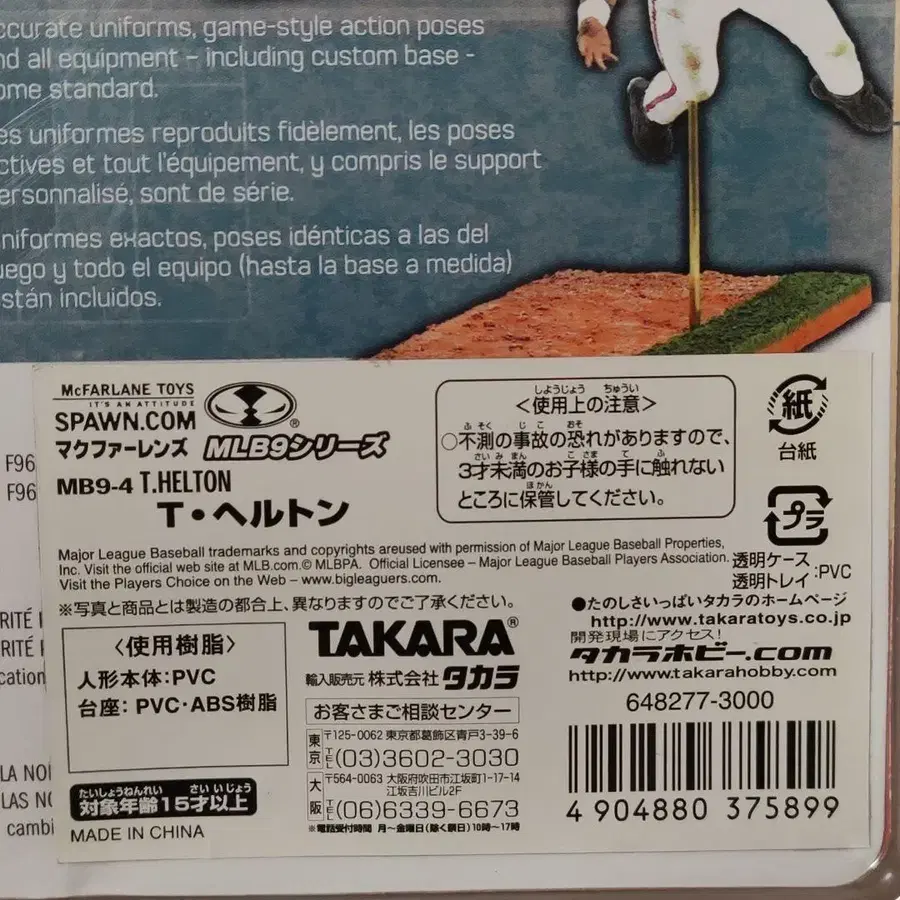 ccurate uniforms, game-style action poses
nd all equipment - including custom base -
ome standard.
es uniformes reproduits fidèlement, les poses
ctives et tout l'équipement, y compris le support
ersonnalisé, sont de série.
niformes exactos, poses idénticas a las del
uego y todo el equipo (hasta la base a medida)
stán incluidos.
F96
F96
RITÉ
RITÉ
cation
LA NO
LAS NO
cambi
McFARLANE TOYS
IT'S AN ATTITUDE
SPAWN.COM
®
マクファーレンズ MLB9シリーズ
MB9-4 T.HELTON
T・ヘルトン
しようじょう ちゅうい
<使用上の注意>
ふそく じこ おそ
○不測の事故の恐れがありますので、
さいみまん こさま て ふ
3才未満のお子様の手に触れない
ほかん
ところに保管してください。
紙
台紙
プラ
透明ケース
透明トレイ :PVC
Major League Baseball trademarks and copyrights areused with permission of Major League Baseball Properties,
Inc. Visit the official web site at MLB.com.© MLBPA. Official Licensee – Major League Baseball Players Association.
Visit the Players Choice on the Web – www.bigleaguers.com.
※写真と商品とは製造の都合上、異なりますのでご了承ください。
〈使用樹脂〉
人形本体:PVC
台座: PVC・ABS樹脂
たいしょうねんれい さいいじょう
対象年齢15才以上
MADE IN CHINA
TAKARA®
輸入販売元 株式会社タカラ
お客さまご相談センター
東京 〒125-0062 東京都葛飾区青戸3-39-6
TEL(03)3602-3030
大阪 〒564-0063 大阪府吹田市江坂町1-17-14
江坂吉川ビル2F
TEL(06)6339-6673
※電話受付時間 月～金曜日(除く祭日)10時～17時
●たのしさいっぱいタカラのホームページ
http://www.takaratoys.co.jp
開発現場にアクセス!
タカラホビー.com
http://www.takarahobby.com
648277-3000
4 904880 375899